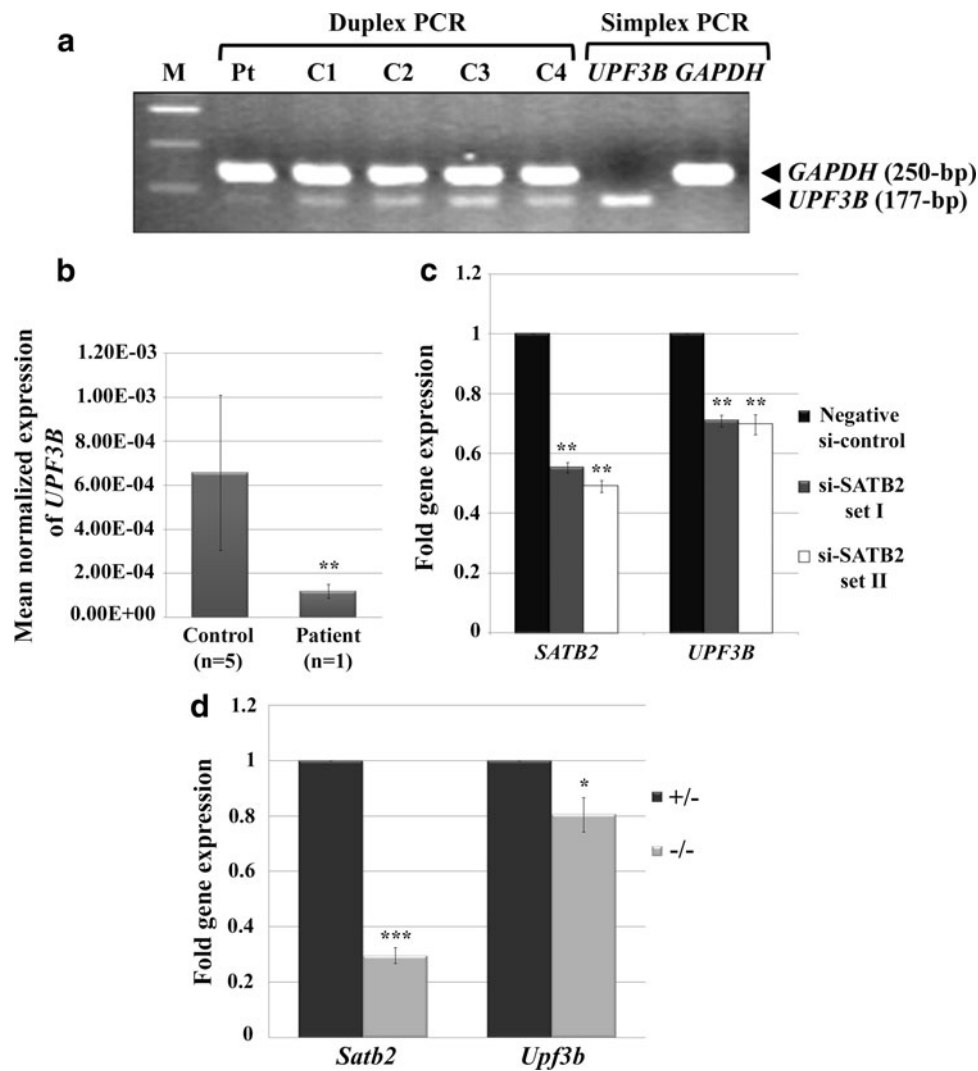 a
Duplex PCR
Simplex PCR
M
Pt
C1
C2
C3
C4
UPF3B
GAPDH
GAPDH (250-bp)
UPF3B (177-bp)
b
Mean normalized expression
of UPF3B
1.20E-03
1.00E-03
8.00E-04
6.00E-04
4.00E-04
2.00E-04
0.00E+00
**
Control
(n=5)
Patient
(n=1)
c
Fold gene expression
1.2
1
0.8
0.6
0.4
0.2
0
**
**
**
**
SATB2
UPF3B
Negative
si-control
si-SATB2
set I
si-SATB2
set II
d
Fold gene expression
1.2
1
0.8
0.6
0.4
0.2
0
***
*
Satb2
Upf3b
+/-
-/-